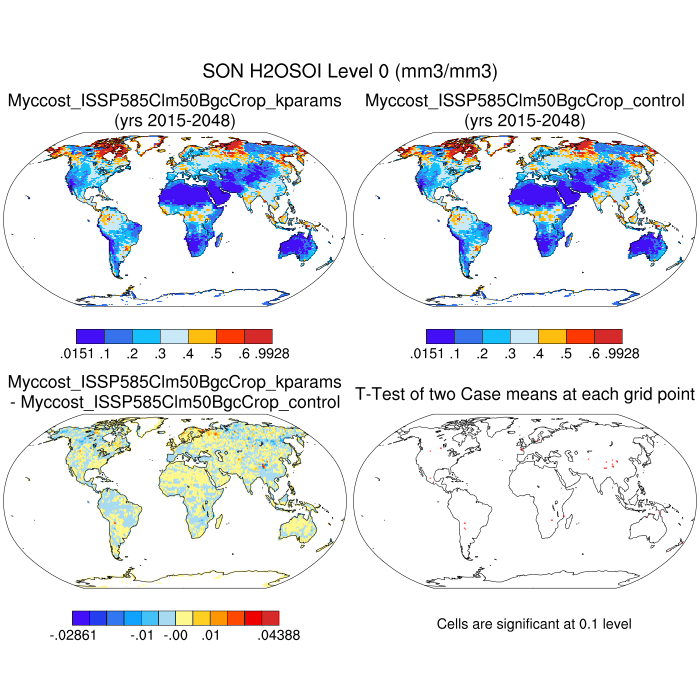 SON H2OSOI Level 0 (mm3/mm3)
Myccost_ISSP585Clm50BgcCrop_kparams
(yrs 2015-2048)
Myccost_ISSP585Clm50BgcCrop_control
(yrs 2015-2048)
.0151 .1 .2 .3 .4 .5 .6 .9928
.0151 .1 .2 .3 .4 .5 .6 .9928
Myccost_ISSP585Clm50BgcCrop_kparams
- Myccost_ISSP585Clm50BgcCrop_control
T-Test of two Case means at each grid point
-.02861 -.01 -.00 .01 .04388
Cells are significant at 0.1 level